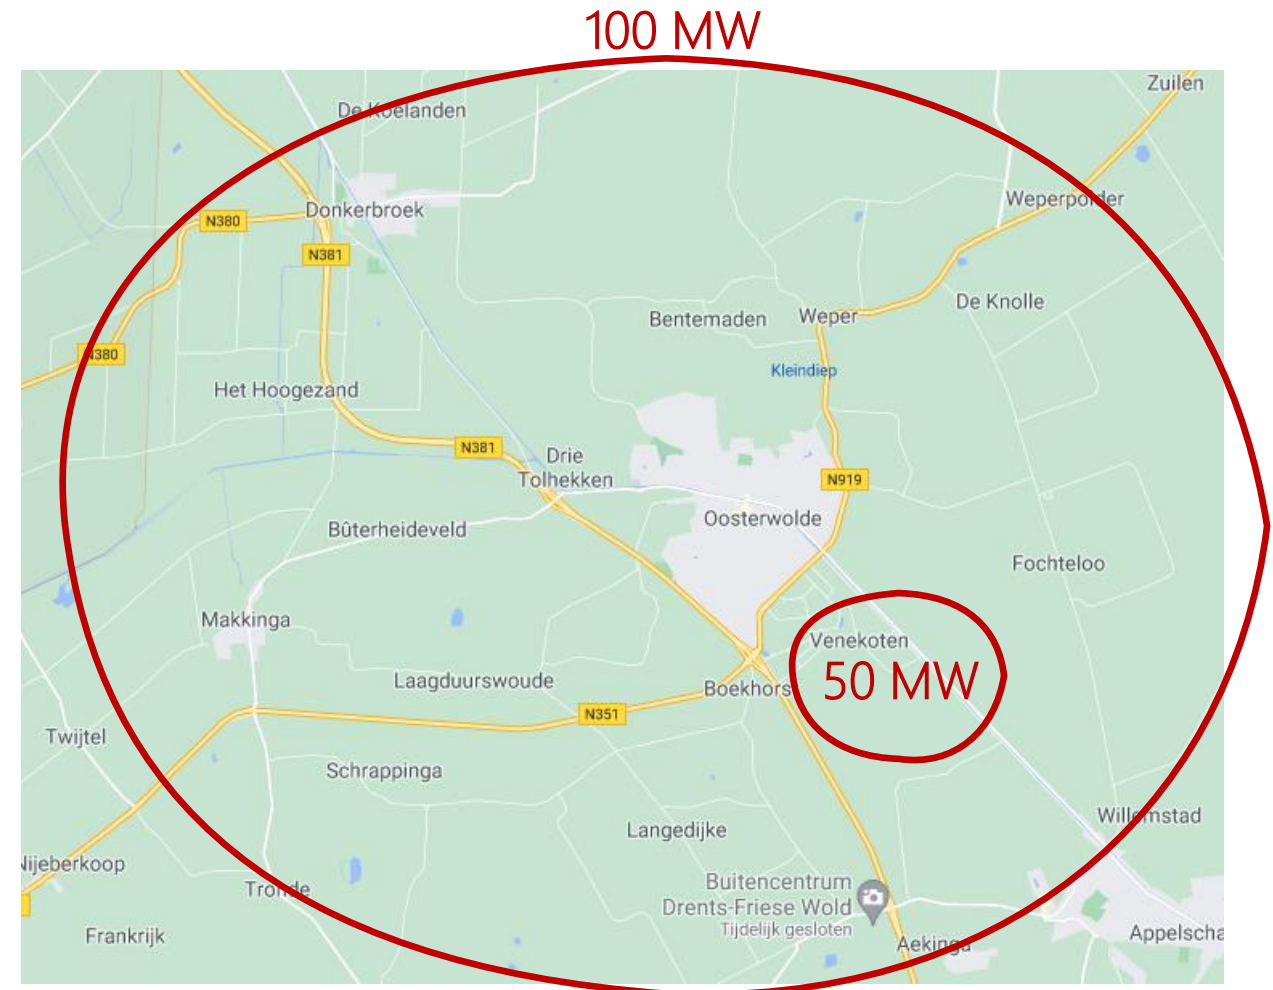 100 MW
Zuilen
De Koelanden
Weperpolder
Donkerbroek
N380
N381
De Knolle
Bentemaden
Weper
N380
Kleindiep
Het Hoogezand
N381
Drie
Tolhekken
N919
Oosterwolde
Bûterheideveld
Fochteloo
Makkinga
Venekoten
50 MW
Laagduurswoude
Boekhors
N351
Twijtel
Schrappinga
Willemstad
Langedijke
Nijeberkoop
Buitencentrum
Drents-Friese Wold
Tijdelijk gesloten
Tronde
Frankrijk
Aekinga
Appelscha